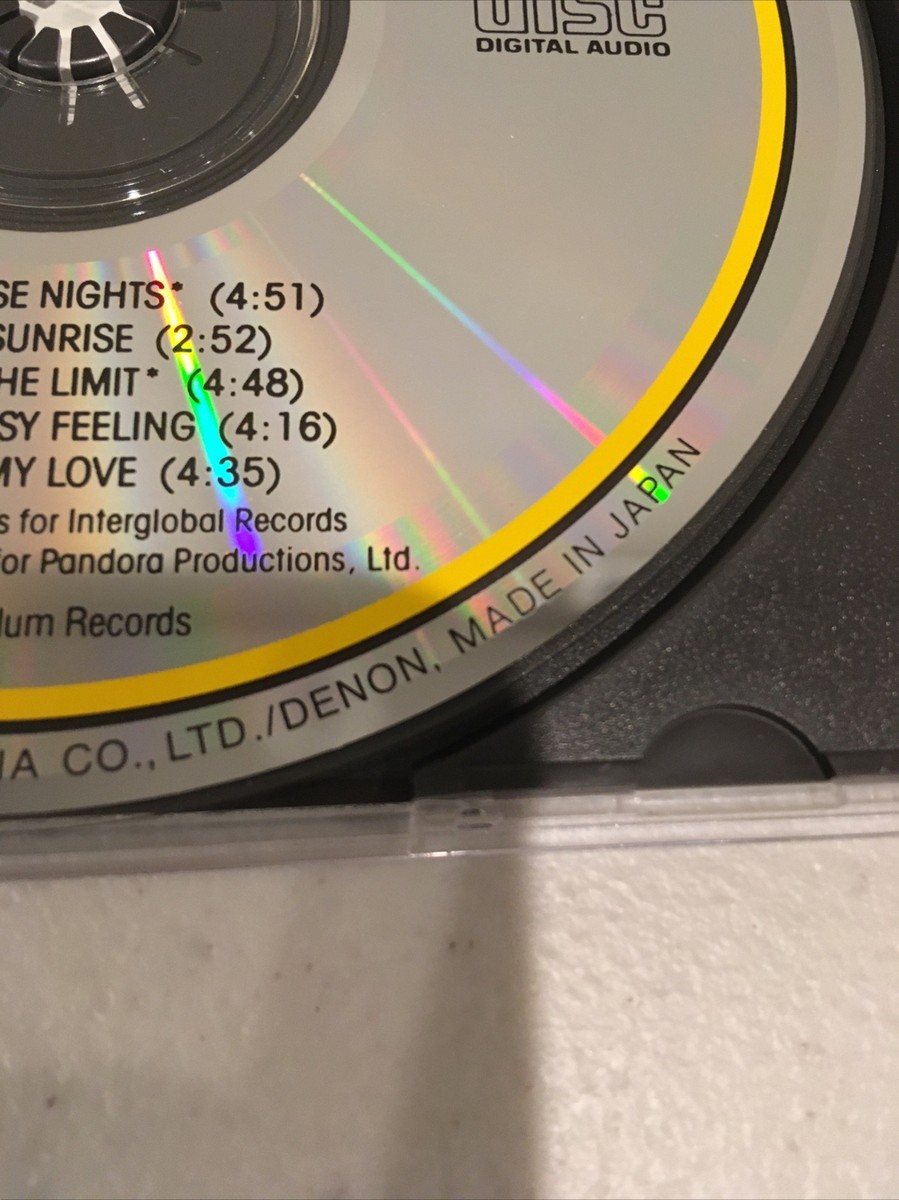 disc
DIGITAL AUDIO
SE NIGHTS* (4:51)
SUNRISE (2:52)
HE LIMIT* (4:48)
SY FEELING (4:16)
MY LOVE (4:35)
s for Interglobal Records
for Pandora Productions, Ltd.
lum Records
IA CO., LTD./DENON, MADE IN JAPAN